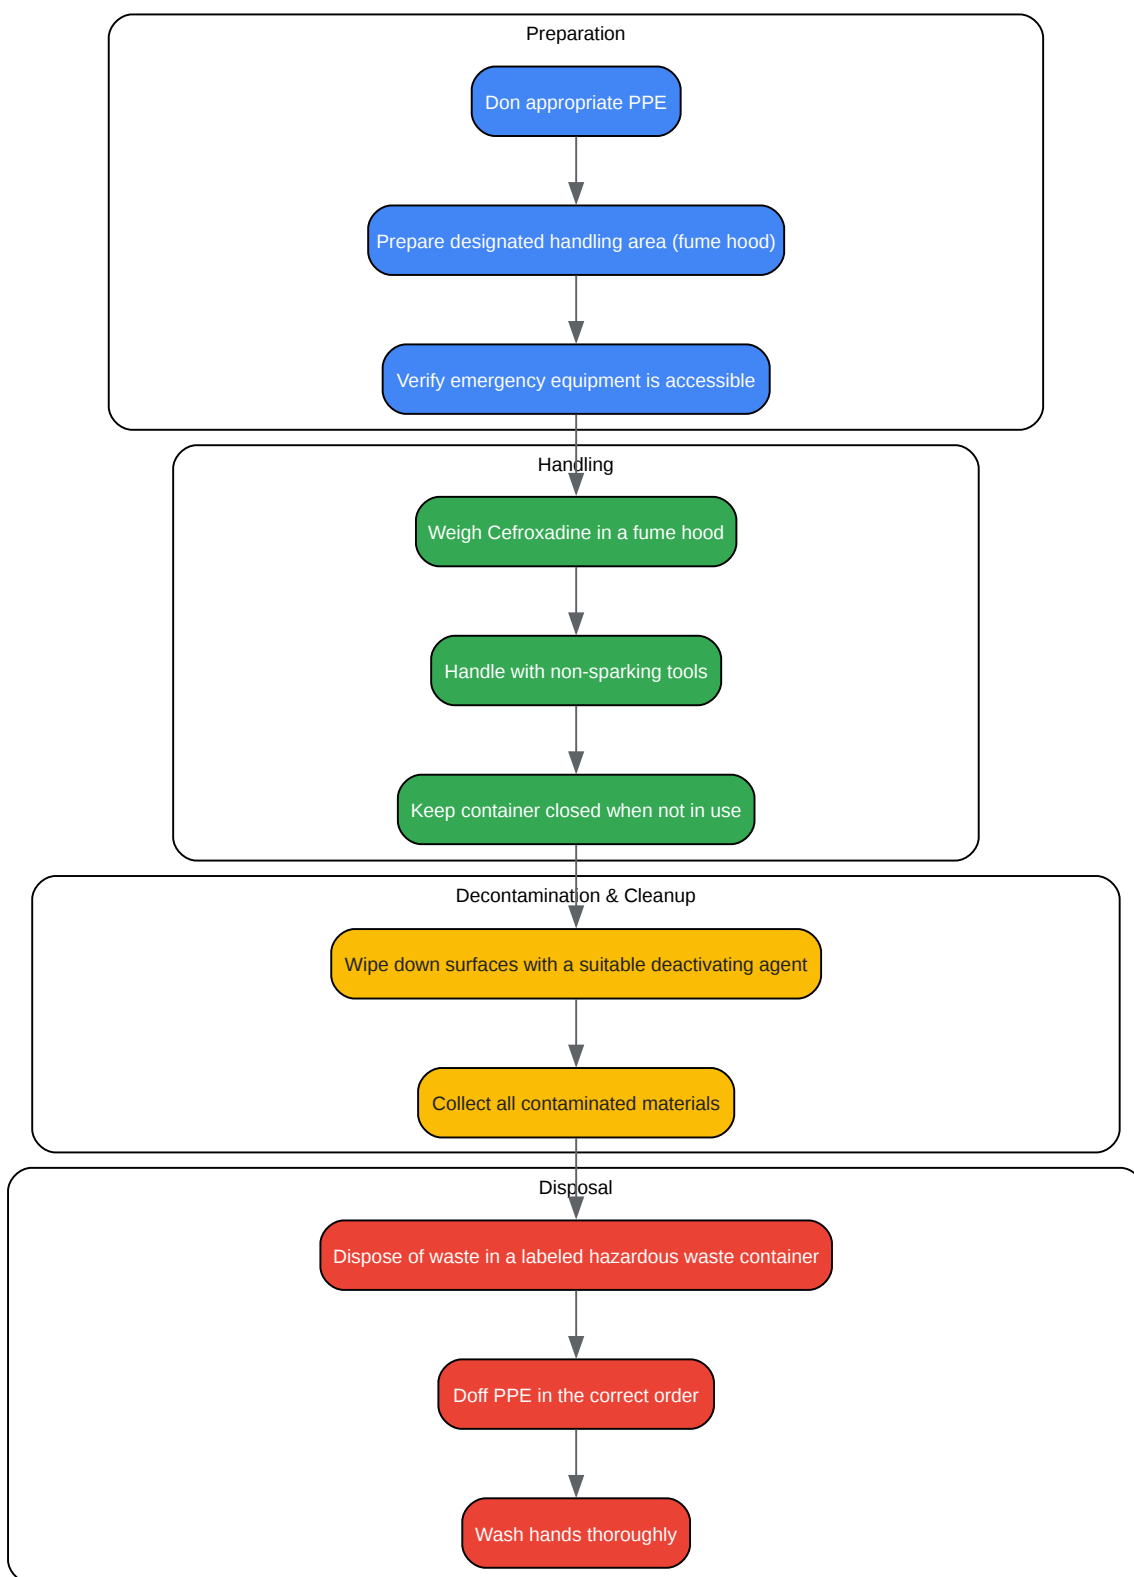 Preparation
Don appropriate PPE
Prepare designated handling area (fume hood)
Verify emergency equipment is accessible
Handling
Weigh Cefroxadine in a fume hood
Handle with non-sparking tools
Keep container closed when not in use
Decontamination & Cleanup
Wipe down surfaces with a suitable deactivating agent
Collect all contaminated materials
Disposal
Dispose of waste in a labeled hazardous waste container
Doff PPE in the correct order
Wash hands thoroughly